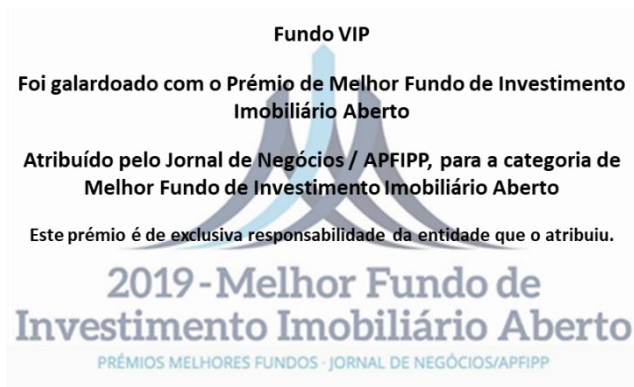 Fundo VIP
Foi galardoado com o Prémio de Melhor Fundo de Investimento
Imobiliário Aberto
Atribuído pelo Jornal de Negócios / APFIPP, para a categoria de
Melhor Fundo de Investimento Imobiliário Aberto
Este prémio é de exclusiva responsabilidade da entidade que o atribuiu.
2019-Melhor Fundo de
Investimento Imobiliário Aberto
PRÉMIOS MELHORES FUNDOS · JORNAL DE NEGÓCIOS/APFIPP